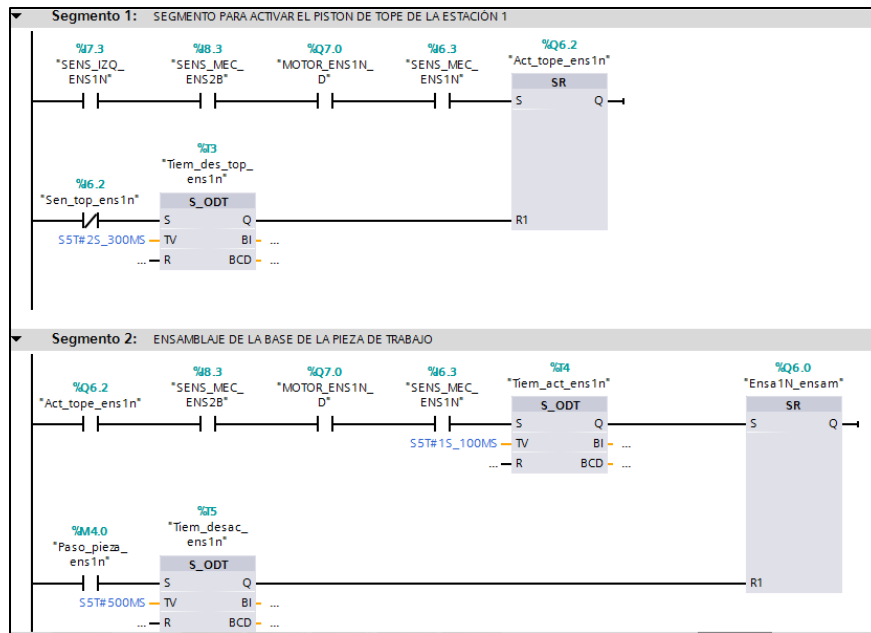 Segmento 1: SEGMENTO PARA ACTIVAR EL PISTON DE TOPE DE LA ESTACIÓN 1
%I7.3 %I8.3 %Q7.0 %I6.3 %Q6.2
"SENS_IZQ_ "SENS_MEC_ "MOTOR_ENS1N_ "SENS_MEC_ "Act_tope_ens1n"
ENS1N" ENS2B" D" ENS1N" SR
S Q
%T3
"Tiem_des_top_
ens1n"
%I6.2
"Sen_top_ens1n" S_ODT
S Q R1
S5T#2S_300MS TV BI ...
... R BCD ...
Segmento 2: ENSAMBLAJE DE LA BASE DE LA PIEZA DE TRABAJO
%I8.3 %Q7.0 %I6.3 %T4 %Q6.0
%Q6.2 "SENS_MEC_ "MOTOR_ENS1N_ "SENS_MEC_ "Tiem_act_ens1n" "Ensa1N_ensam"
"Act_tope_ens1n" ENS2B" D" ENS1N" S_ODT SR
S Q S Q
S5T#1S_100MS TV BI ...
... R BCD ...
%T5
%M4.0 "Tiem_desac_
"Paso_pieza_ ens1n"
ens1n" S_ODT
S Q R1
S5T#500MS TV BI ...
... R BCD ...